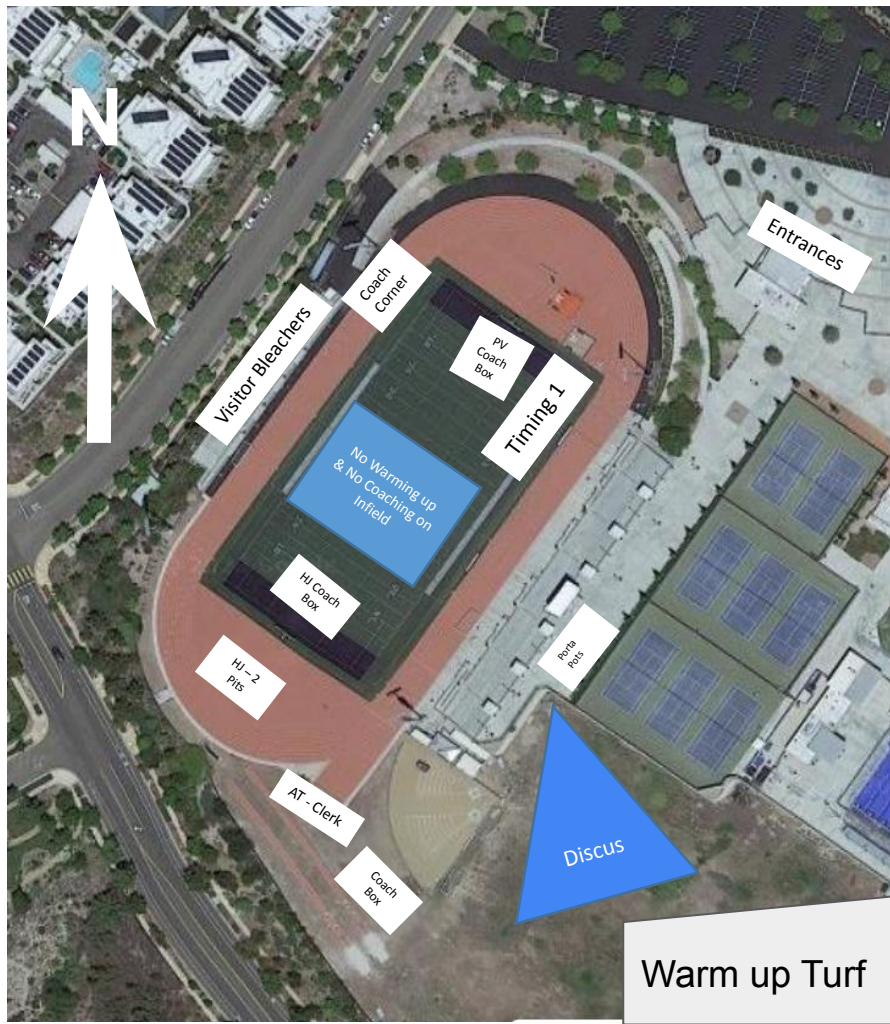 N
Entrances
Coach
Corner
Visitor Bleachers
PV
Coach
Box
Timing 1
No Warming up
& No Coaching on
Infield
HJ Coach
Box
HJ – 2
Pits
Porta
Pots
AT - Clerk
Coach
Box
Discus
Warm up Turf